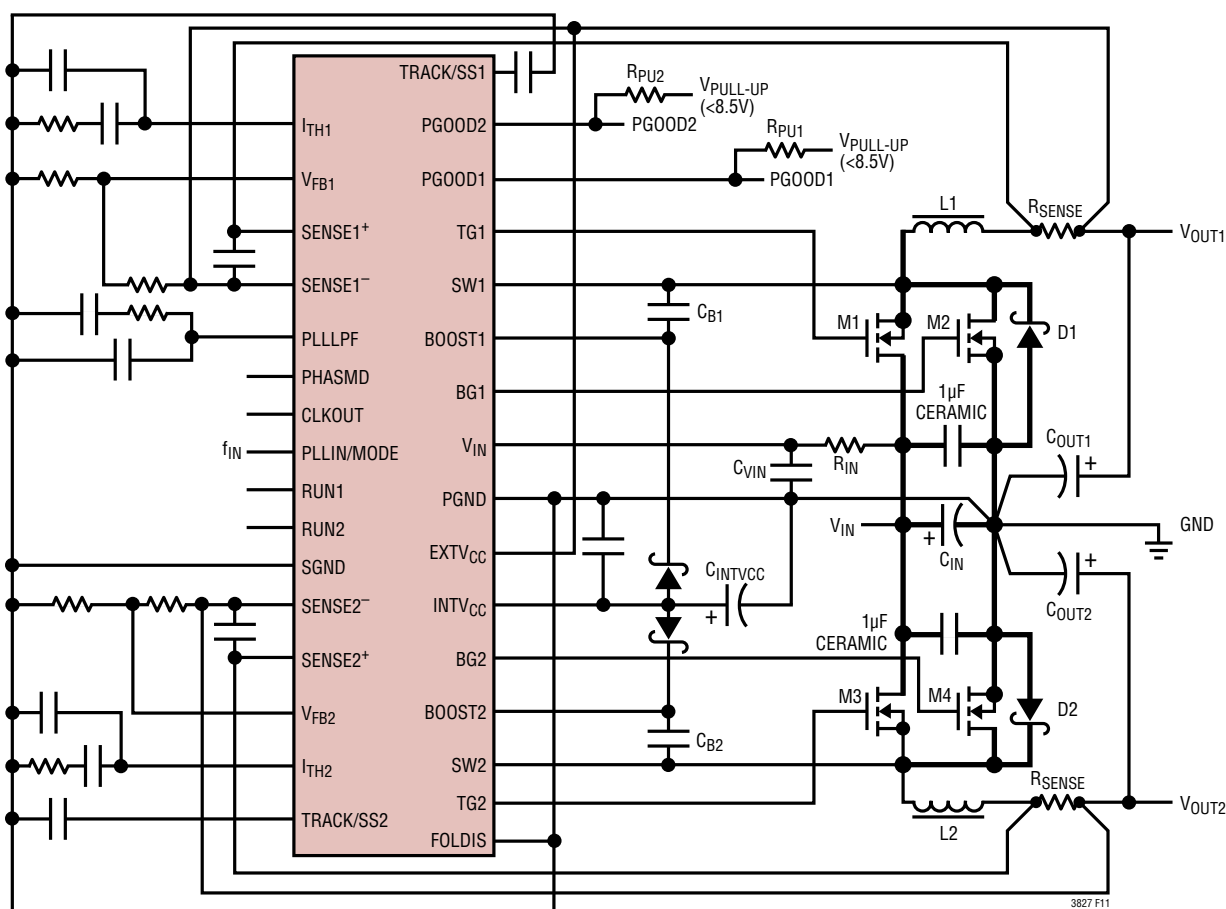 TRACK/SS1
I_TH1
V_FB1
SENSE1+
SENSE1−
PLLLPF
PHASMD
CLKOUT
f_IN
PLLIN/MODE
RUN1
RUN2
SGND
SENSE2−
SENSE2+
V_FB2
I_TH2
TRACK/SS2
PGOOD2
PGOOD1
TG1
SW1
BOOST1
BG1
V_IN
PGND
EXTV_CC
INTV_CC
BG2
BOOST2
SW2
TG2
FOLDIS
R_PU2
V_PULL-UP
(<8.5V)
PGOOD2
R_PU1
V_PULL-UP
(<8.5V)
PGOOD1
L1
R_SENSE
V_OUT1
C_B1
M1
M2
D1
1µF
CERAMIC
C_OUT1
+
C_VIN
R_IN
V_IN
+
C_IN
GND
C_INTVCC
+
+
C_OUT2
1µF
CERAMIC
M3
M4
D2
C_B2
R_SENSE
L2
V_OUT2
3827 F11